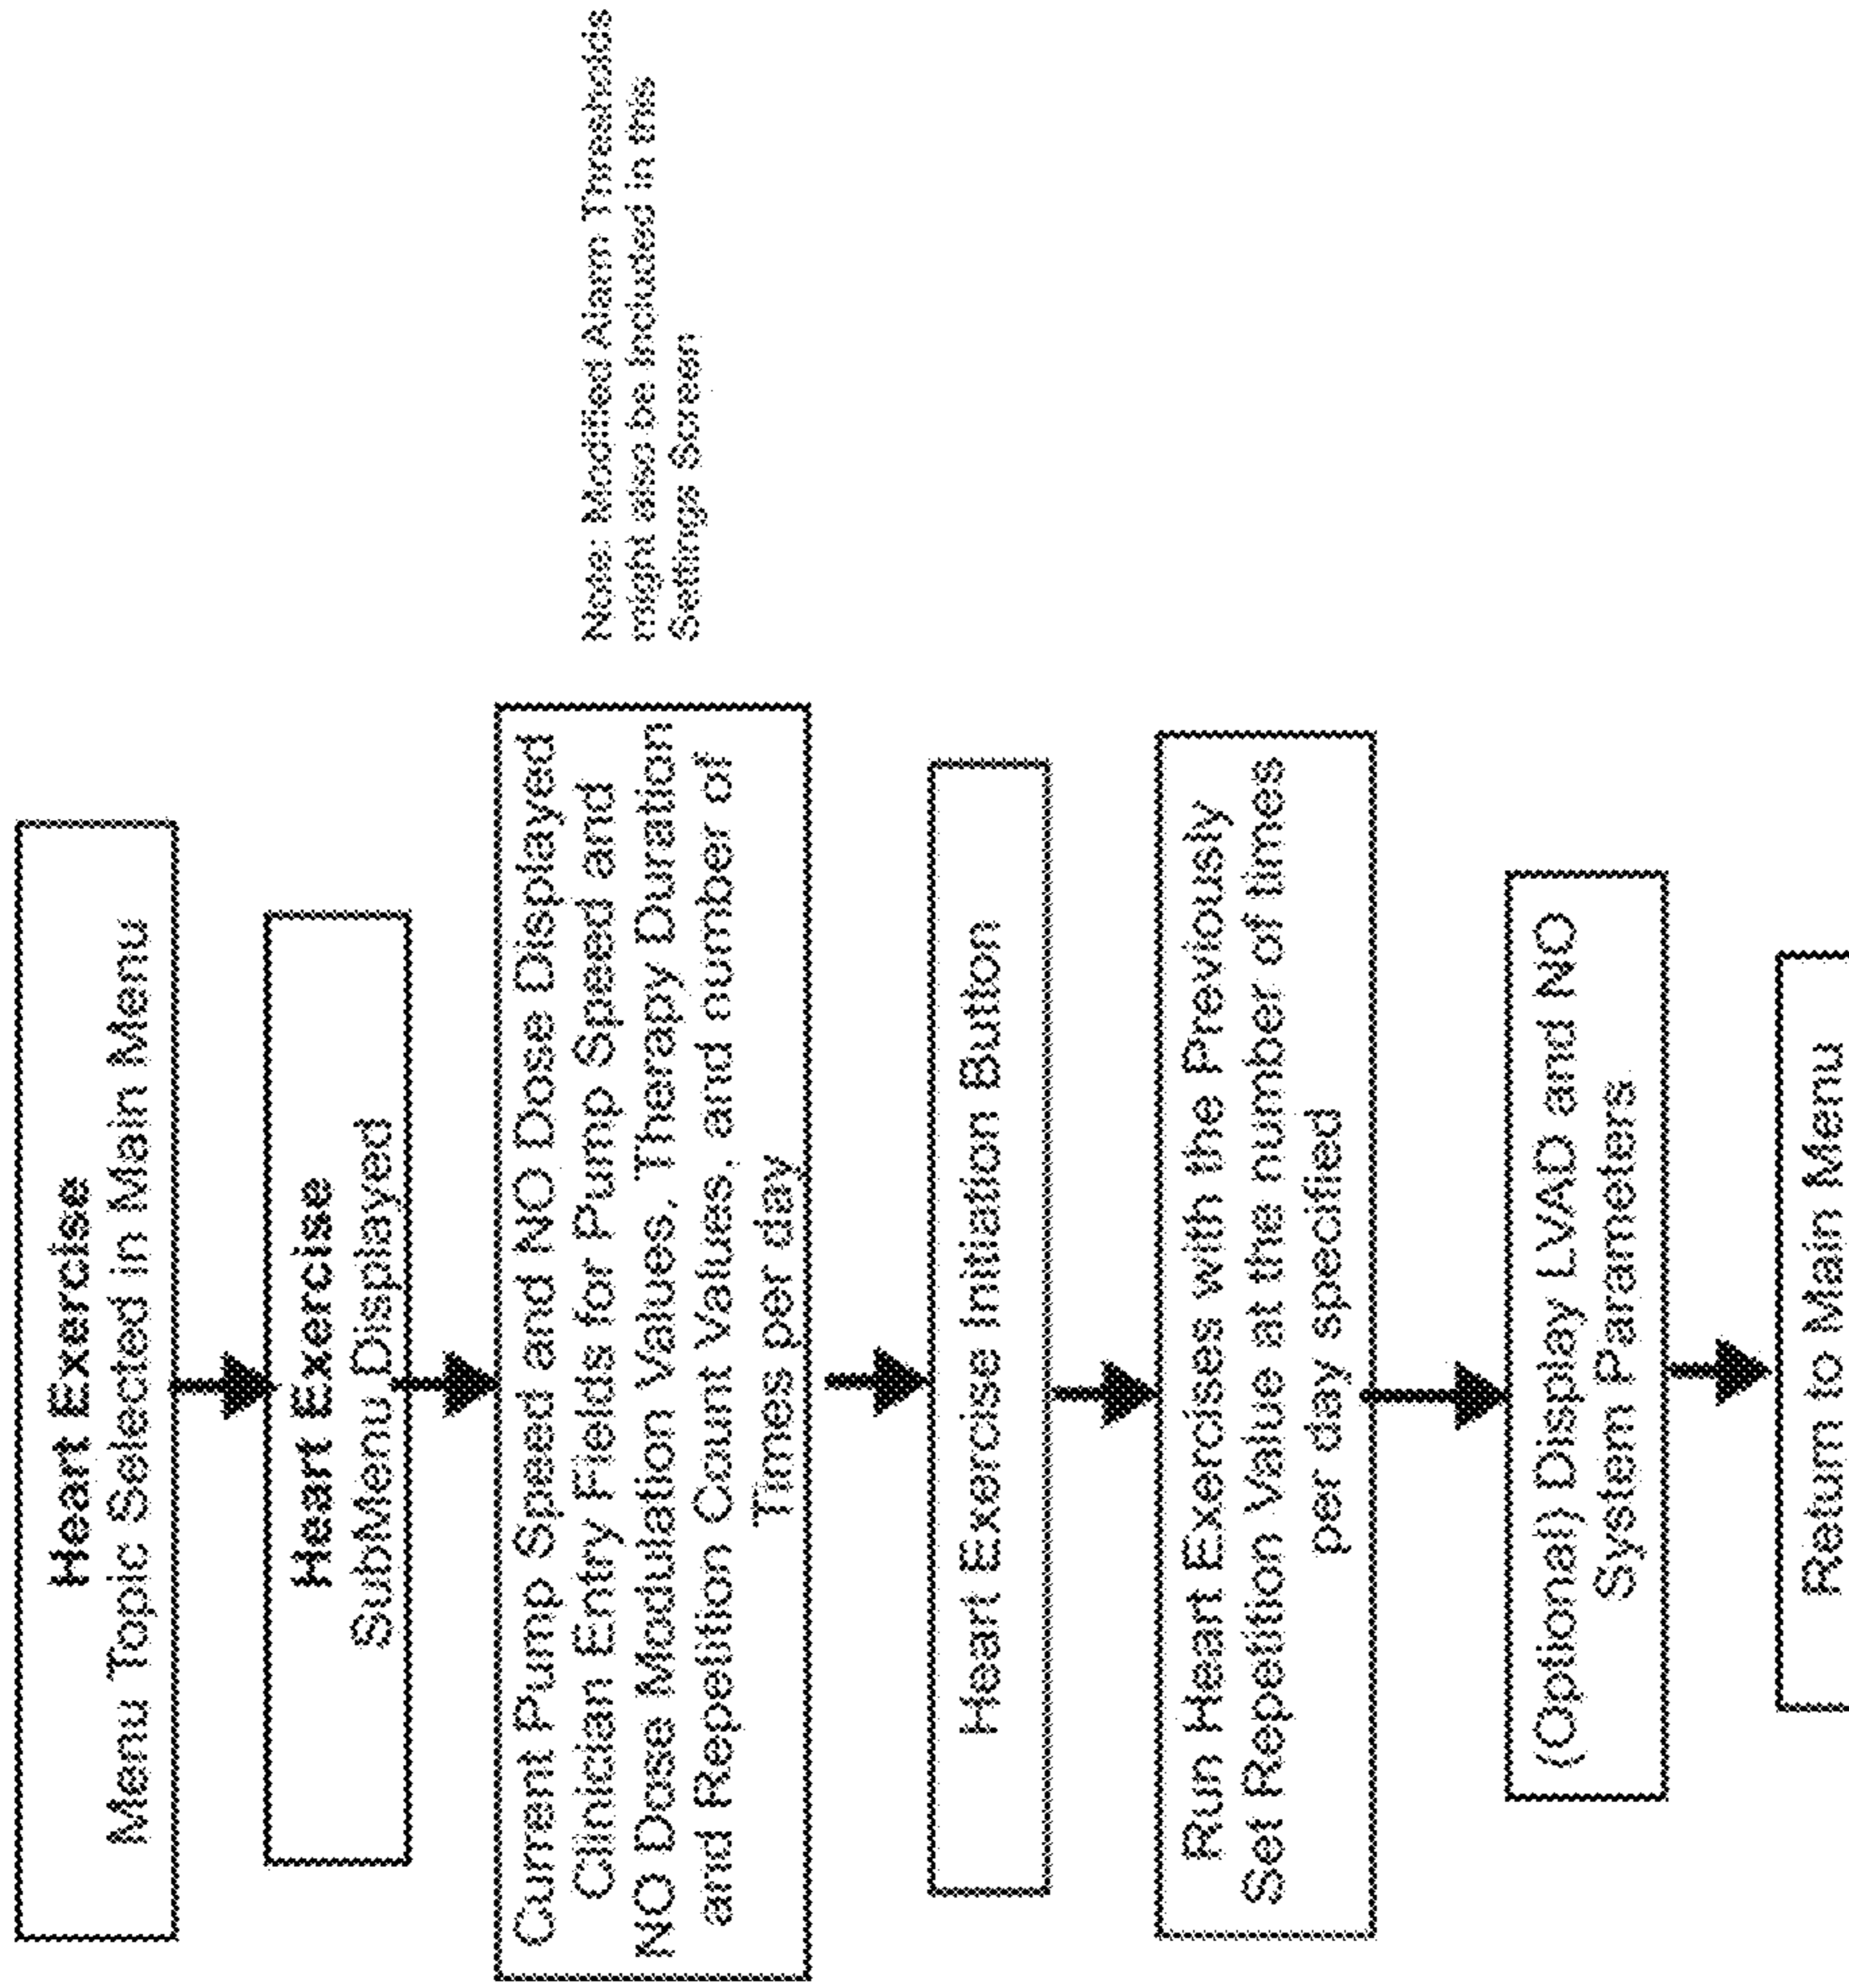 Heart Exercise
Menu Topic Selected in Main Menu
Heart Exercise
SubMenu Displayed
Current Pump Speed and NO Dose Displayed
Clinician Entry Fields for Pump Speed and
NO Dose Modulation Values, Therapy Duration
and Repetition Count Values, and number of
Times per day
Note: Modified Alarm Thresholds
might also be Included in this
Settings Screen
Heart Exercise Initiation Button
Run Heart Exercises with the Previously
Set Repetition Value at the number of times
per day specified
(Optional) Display LVAD and NO
System Parameters
Return to Main Menu